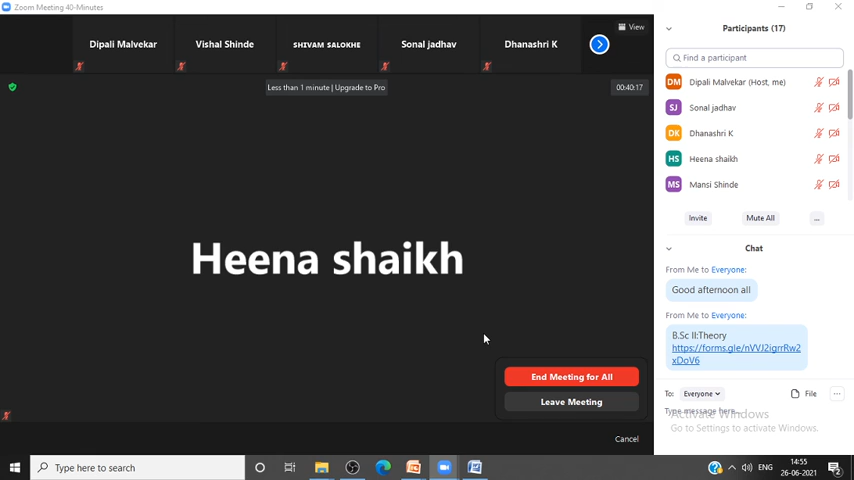 Zoom Meeting 40-Minutes
View
Dipali Malvekar
Vishal Shinde
SHIVAM SALOKHE
Sonal jadhav
Dhanashri K
Less than 1 minute | Upgrade to Pro
00:40:17
Heena shaikh
End Meeting for All
Leave Meeting
Cancel
Participants (17)
Find a participant
DM Dipali Malvekar (Host, me)
SJ Sonal jadhav
DK Dhanashri K
HS Heena shaikh
MS Mansi Shinde
Invite Mute All ...
Chat
From Me to Everyone:
Good afternoon all
From Me to Everyone:
B.Sc II:Theory
https://forms.gle/nVVJ2igrrRw2
xDoV6
To: Everyone File ...
Type message here...
Activate Windows
Go to Settings to activate Windows.
Type here to search
ENG
14:55
26-06-2021
2